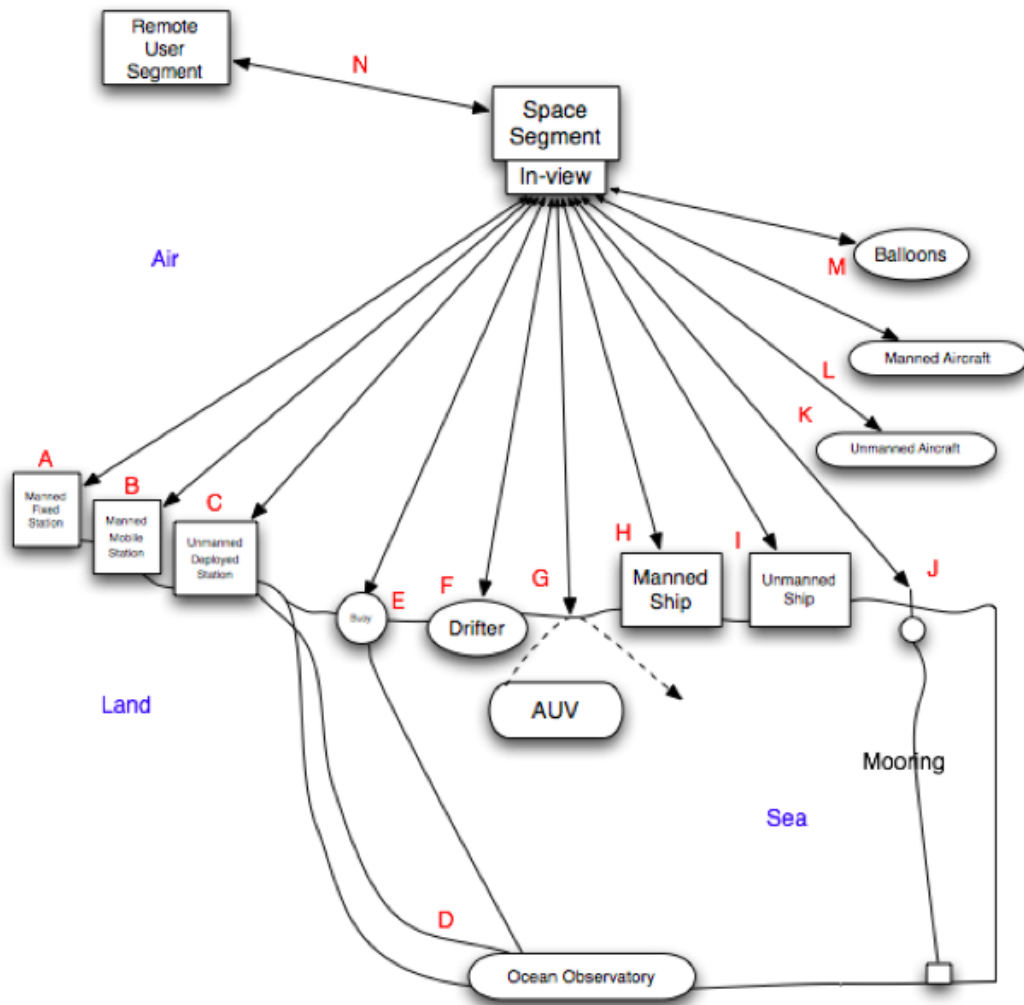 Remote
User
Segment
N
Space
Segment
In-view
Air
Balloons
M
Manned Aircraft
L
K
Unmanned Aircraft
A
Manned
Fixed
Station
B
Manned
Mobile
Station
C
Unmanned
Deployed
Station
Buoy
E
F
Drifter
G
H
Manned
Ship
I
Unmanned
Ship
J
AUV
Land
Mooring
Sea
D
Ocean Observatory